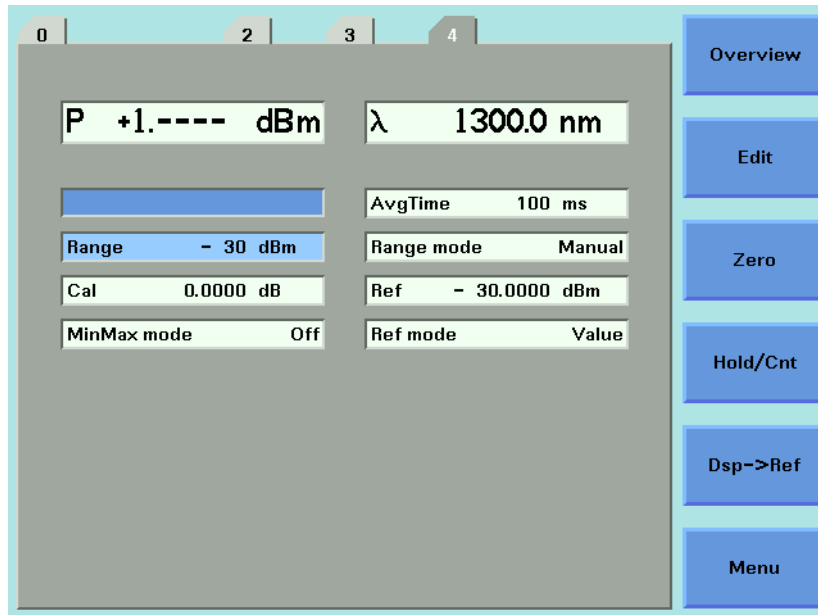 0 2 3 4
P +1.---- dBm
λ 1300.0 nm
AvgTime 100 ms
Range - 30 dBm
Range mode Manual
Cal 0.0000 dB
Ref - 30.0000 dBm
MinMax mode Off
Ref mode Value
Overview
Edit
Zero
Hold/Cnt
Dsp->Ref
Menu